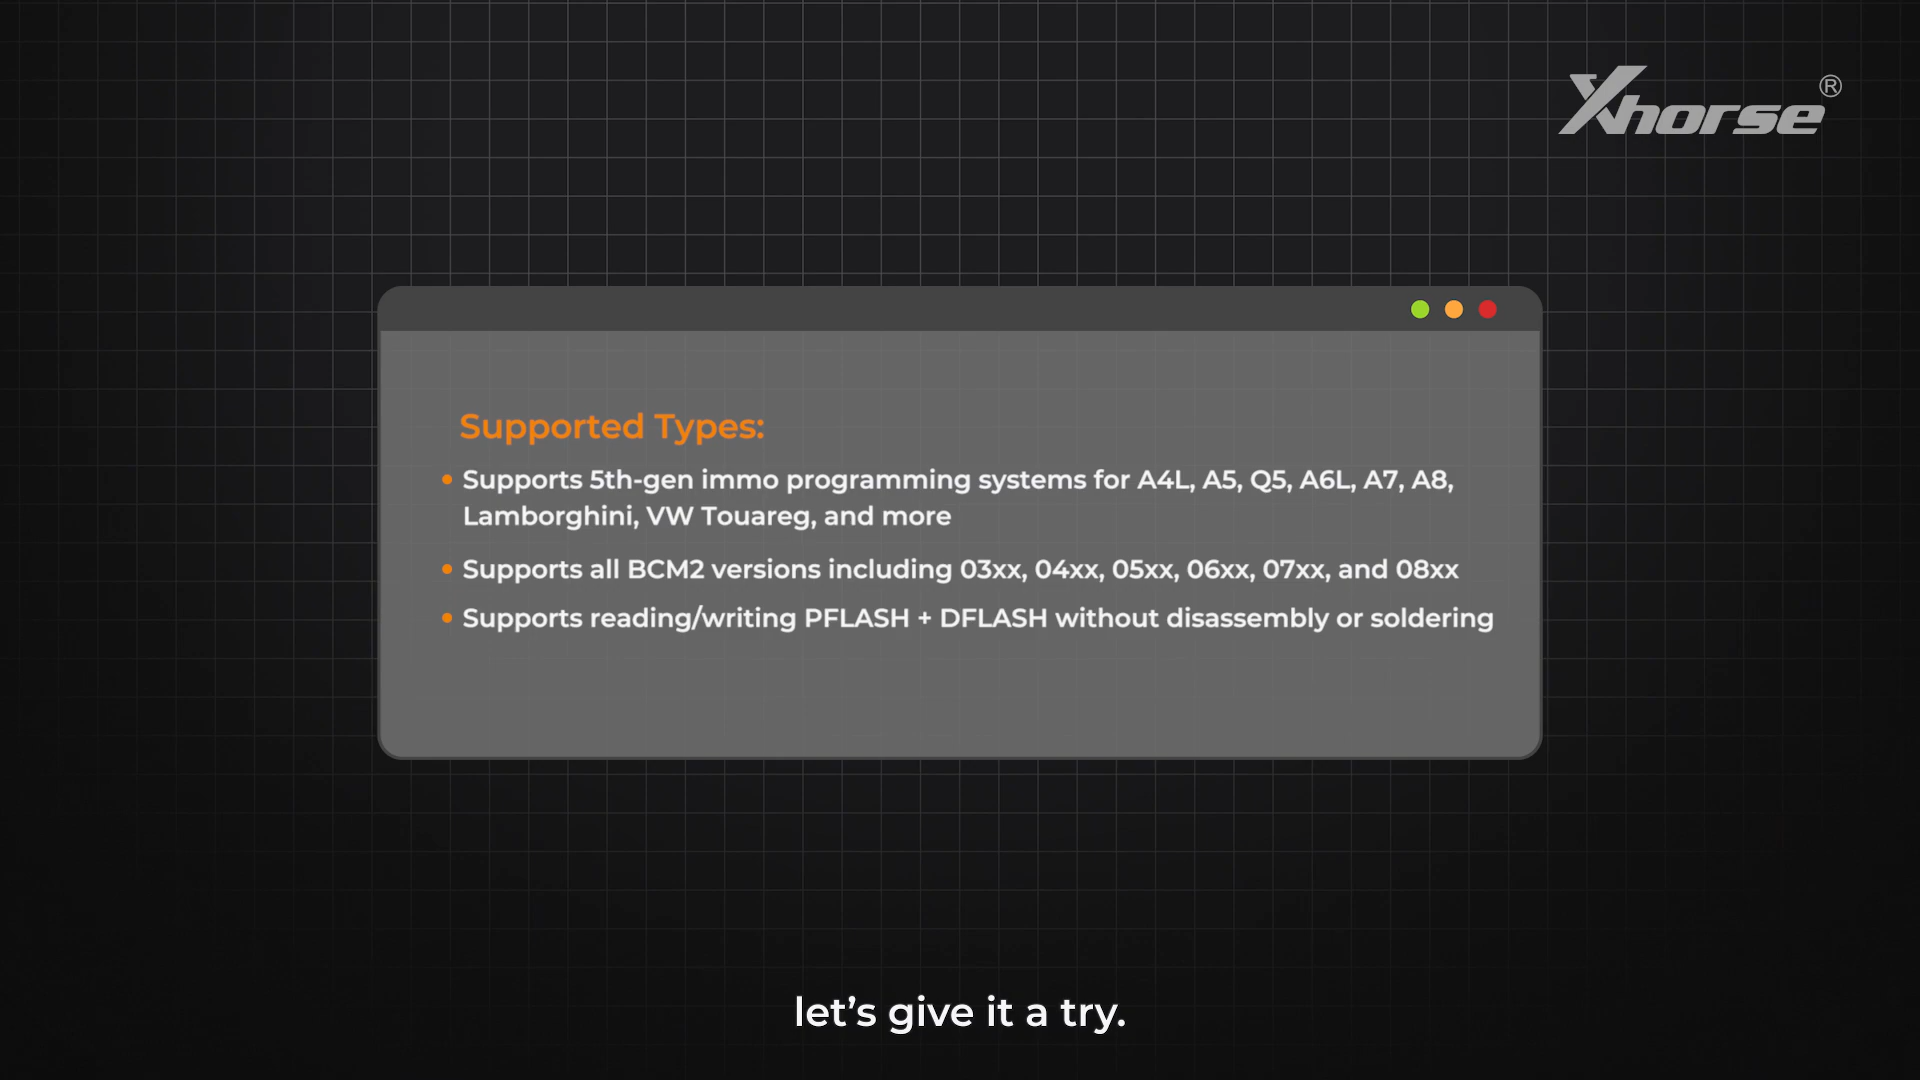 Xhorse®
Supported Types:
• Supports 5th-gen immo programming systems for A4L, A5, Q5, A6L, A7, A8,
Lamborghini, VW Touareg, and more
• Supports all BCM2 versions including 03xx, 04xx, 05xx, 06xx, 07xx, and 08xx
• Supports reading/writing PFLASH + DFLASH without disassembly or soldering
let’s give it a try.